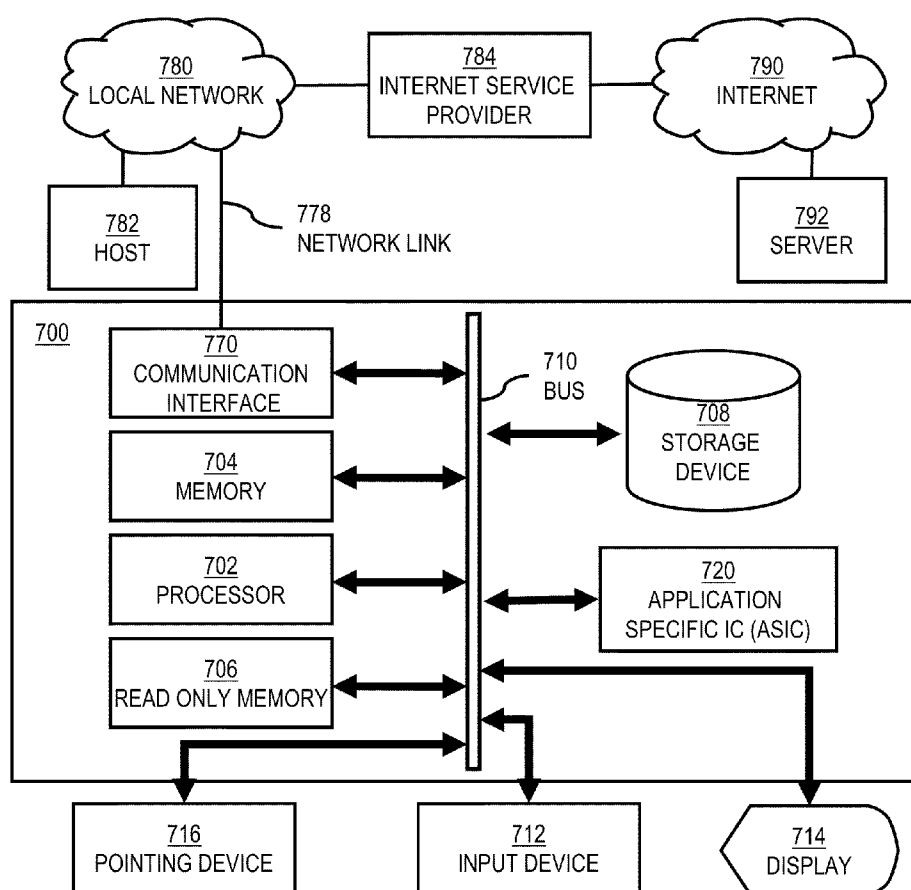 780
LOCAL NETWORK
784
INTERNET SERVICE
PROVIDER
790
INTERNET
782
HOST
778
NETWORK LINK
792
SERVER
700
770
COMMUNICATION
INTERFACE
710
BUS
708
STORAGE
DEVICE
704
MEMORY
702
PROCESSOR
720
APPLICATION
SPECIFIC IC (ASIC)
706
READ ONLY MEMORY
716
POINTING DEVICE
712
INPUT DEVICE
714
DISPLAY